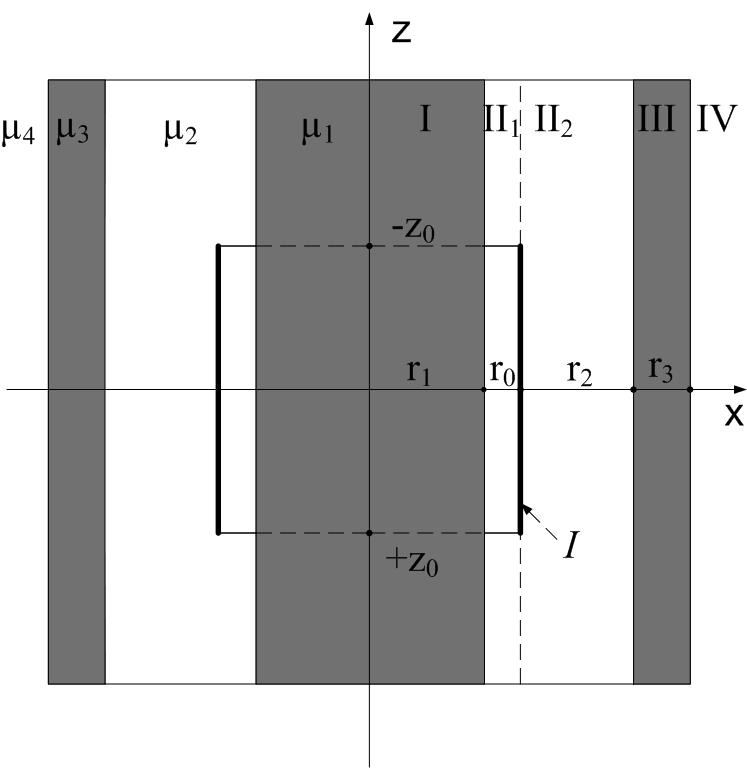 z
μ₄ μ₃ μ₂ μ₁ I II₁ II₂ III IV
-z₀
r₁ r₀ r₂ r₃
x
I
+z₀